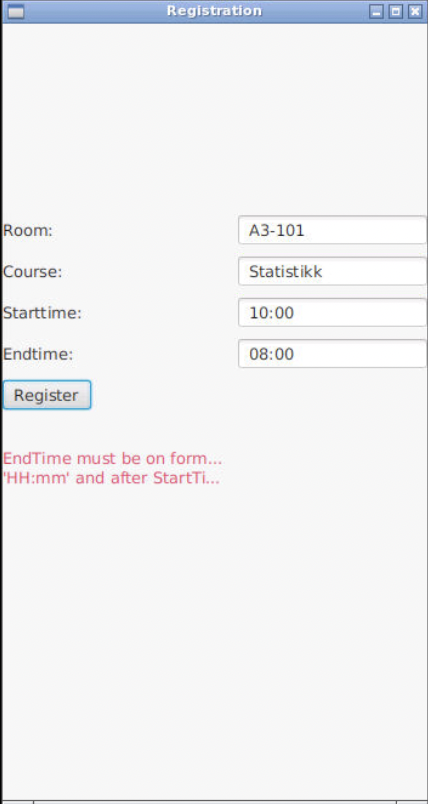 Registration
Room: A3-101
Course: Statistikk
Starttime: 10:00
Endtime: 08:00
Register
EndTime must be on form...
'HH:mm' and after StartTi...